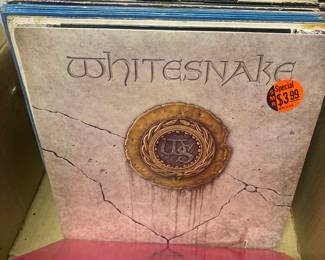 WHITESNAKE
Special
$3.99
WS